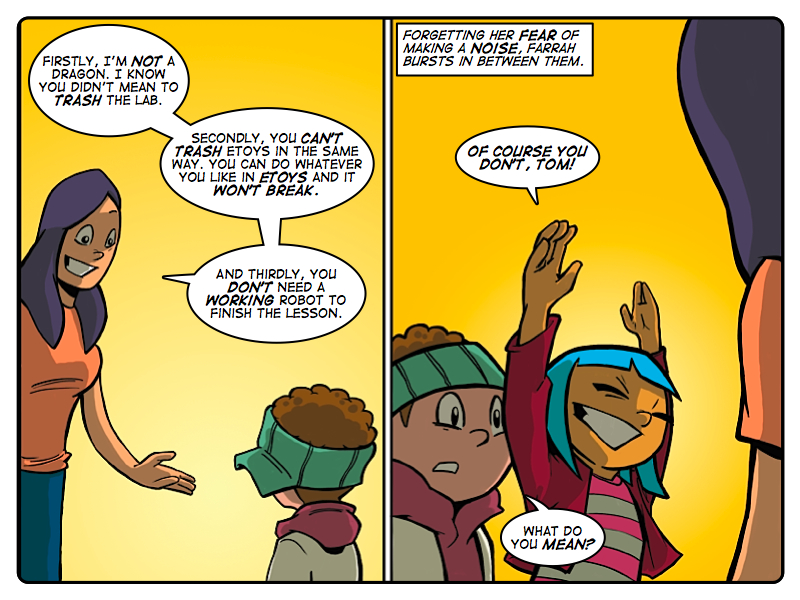 FIRSTLY, I'M NOT A
DRAGON. I KNOW
YOU DIDN'T MEAN TO
TRASH THE LAB.
SECONDLY, YOU CAN'T
TRASH ETOYS IN THE SAME
WAY. YOU CAN DO WHATEVER
YOU LIKE IN ETOYS AND IT
WON'T BREAK.
AND THIRDLY, YOU
DON'T NEED A
WORKING ROBOT TO
FINISH THE LESSON.
FORGETTING HER FEAR OF
MAKING A NOISE, FARRAH
BURSTS IN BETWEEN THEM.
OF COURSE YOU
DON'T, TOM!
WHAT DO
YOU MEAN?